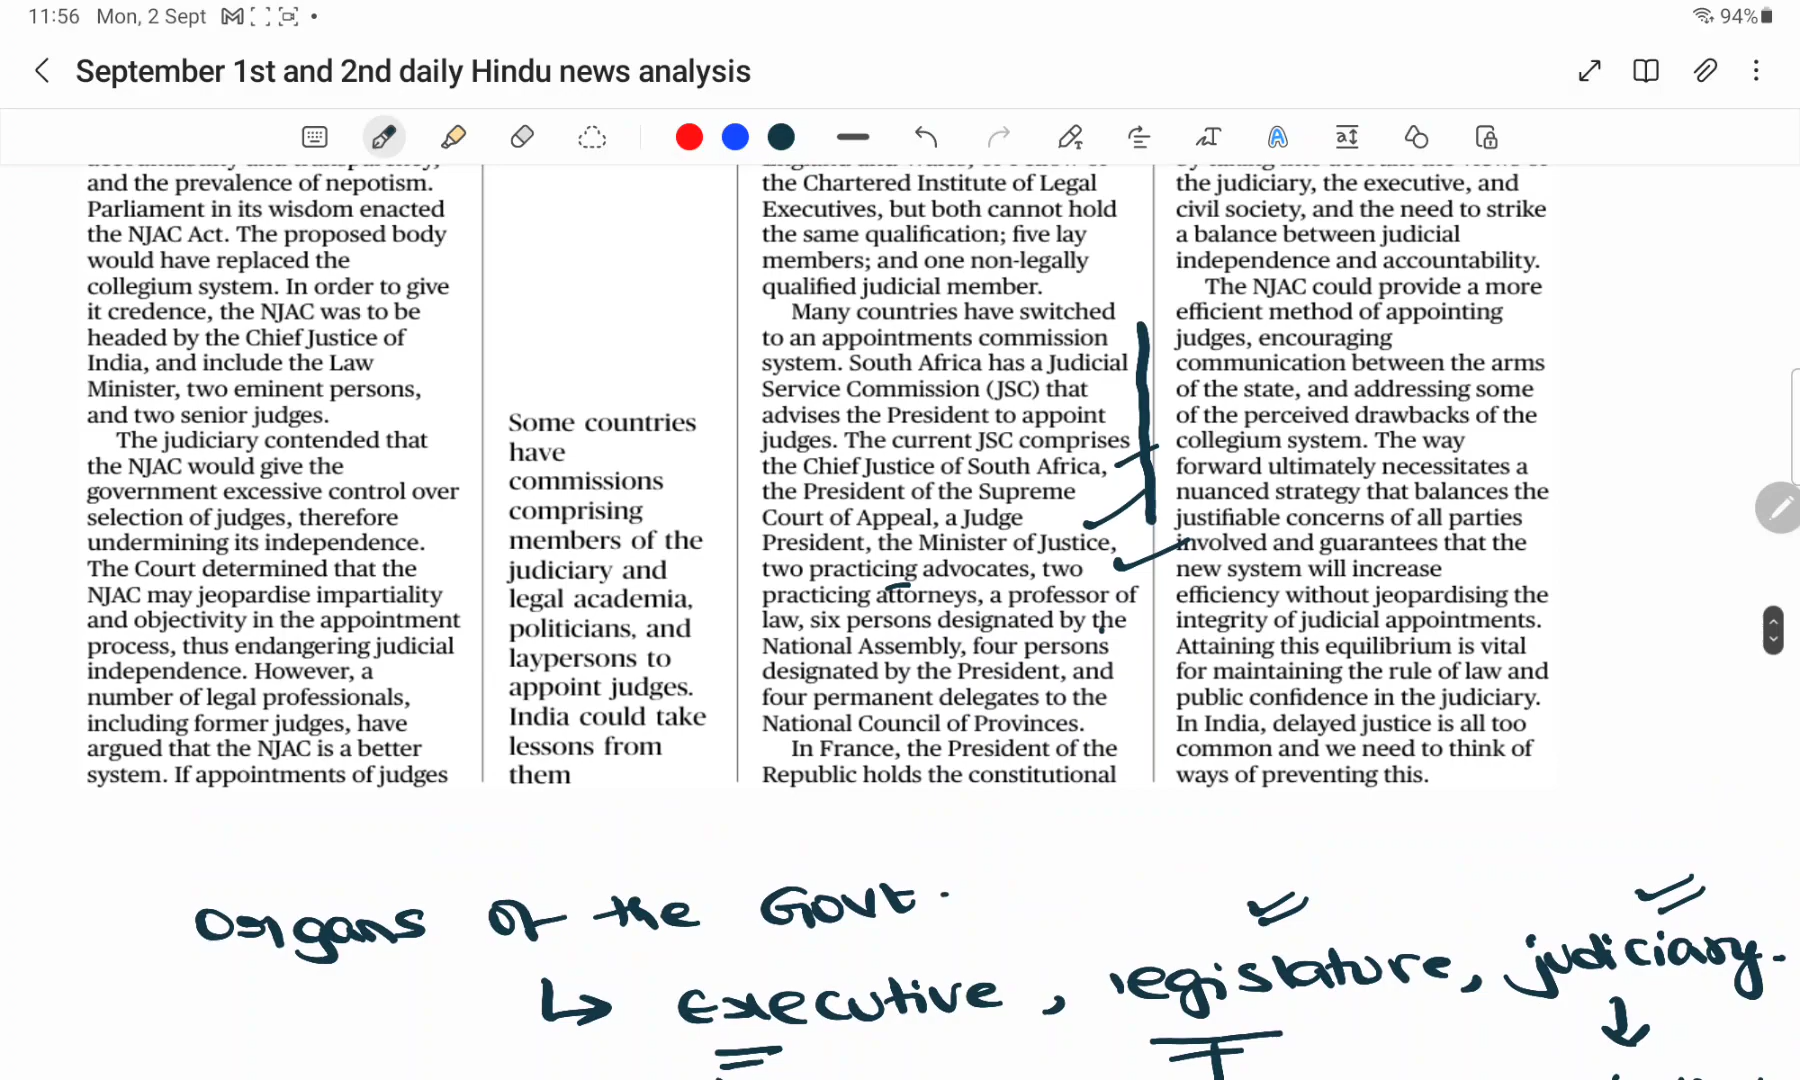 11:56 Mon, 2 Sept
94%
September 1st and 2nd daily Hindu news analysis
and the prevalence of nepotism.
Parliament in its wisdom enacted
the NJAC Act. The proposed body
would have replaced the
collegium system. In order to give
it credence, the NJAC was to be
headed by the Chief Justice of
India, and include the Law
Minister, two eminent persons,
and two senior judges.
The judiciary contended that
the NJAC would give the
government excessive control over
selection of judges, therefore
undermining its independence.
The Court determined that the
NJAC may jeopardise impartiality
and objectivity in the appointment
process, thus endangering judicial
independence. However, a
number of legal professionals,
including former judges, have
argued that the NJAC is a better
system. If appointments of judges
Some countries
have
commissions
comprising
members of the
judiciary and
legal academia,
politicians, and
laypersons to
appoint judges.
India could take
lessons from
them
the Chartered Institute of Legal
Executives, but both cannot hold
the same qualification; five lay
members; and one non-legally
qualified judicial member.
Many countries have switched
to an appointments commission
system. South Africa has a Judicial
Service Commission (JSC) that
advises the President to appoint
judges. The current JSC comprises
the Chief Justice of South Africa,
the President of the Supreme
Court of Appeal, a Judge
President, the Minister of Justice,
two practicing advocates, two
practicing attorneys, a professor of
law, six persons designated by the
National Assembly, four persons
designated by the President, and
four permanent delegates to the
National Council of Provinces.
In France, the President of the
Republic holds the constitutional
the judiciary, the executive, and
civil society, and the need to strike
a balance between judicial
independence and accountability.
The NJAC could provide a more
efficient method of appointing
judges, encouraging
communication between the arms
of the state, and addressing some
of the perceived drawbacks of the
collegium system. The way
forward ultimately necessitates a
nuanced strategy that balances the
justifiable concerns of all parties
involved and guarantees that the
new system will increase
efficiency without jeopardising the
integrity of judicial appointments.
Attaining this equilibrium is vital
for maintaining the rule of law and
public confidence in the judiciary.
In India, delayed justice is all too
common and we need to think of
ways of preventing this.
Organs of the Govt.
↳ executive, legislature, judiciary.